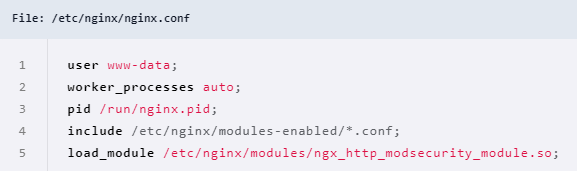 File: /etc/nginx/nginx.conf
1 user www-data;
2 worker_processes auto;
3 pid /run/nginx.pid;
4 include /etc/nginx/modules-enabled/*.conf;
5 load_module /etc/nginx/modules/ngx_http_modsecurity_module.so;